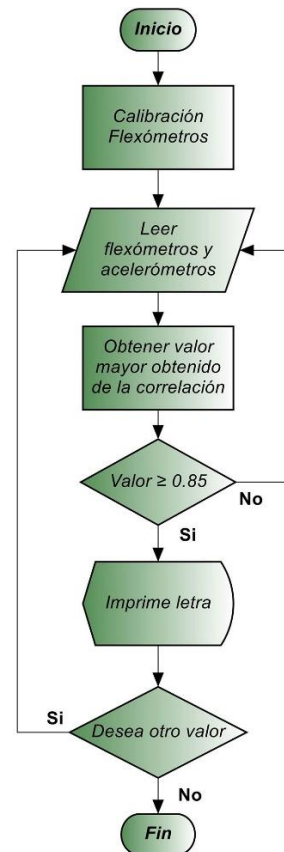 Inicio
Calibración
Flexómetros
Leer
flexómetros y
acelerómetros
Obtener valor
mayor obtenido
de la correlación
Valor ≥ 0.85
No
Si
Imprime letra
Si
Desea otro valor
No
Fin